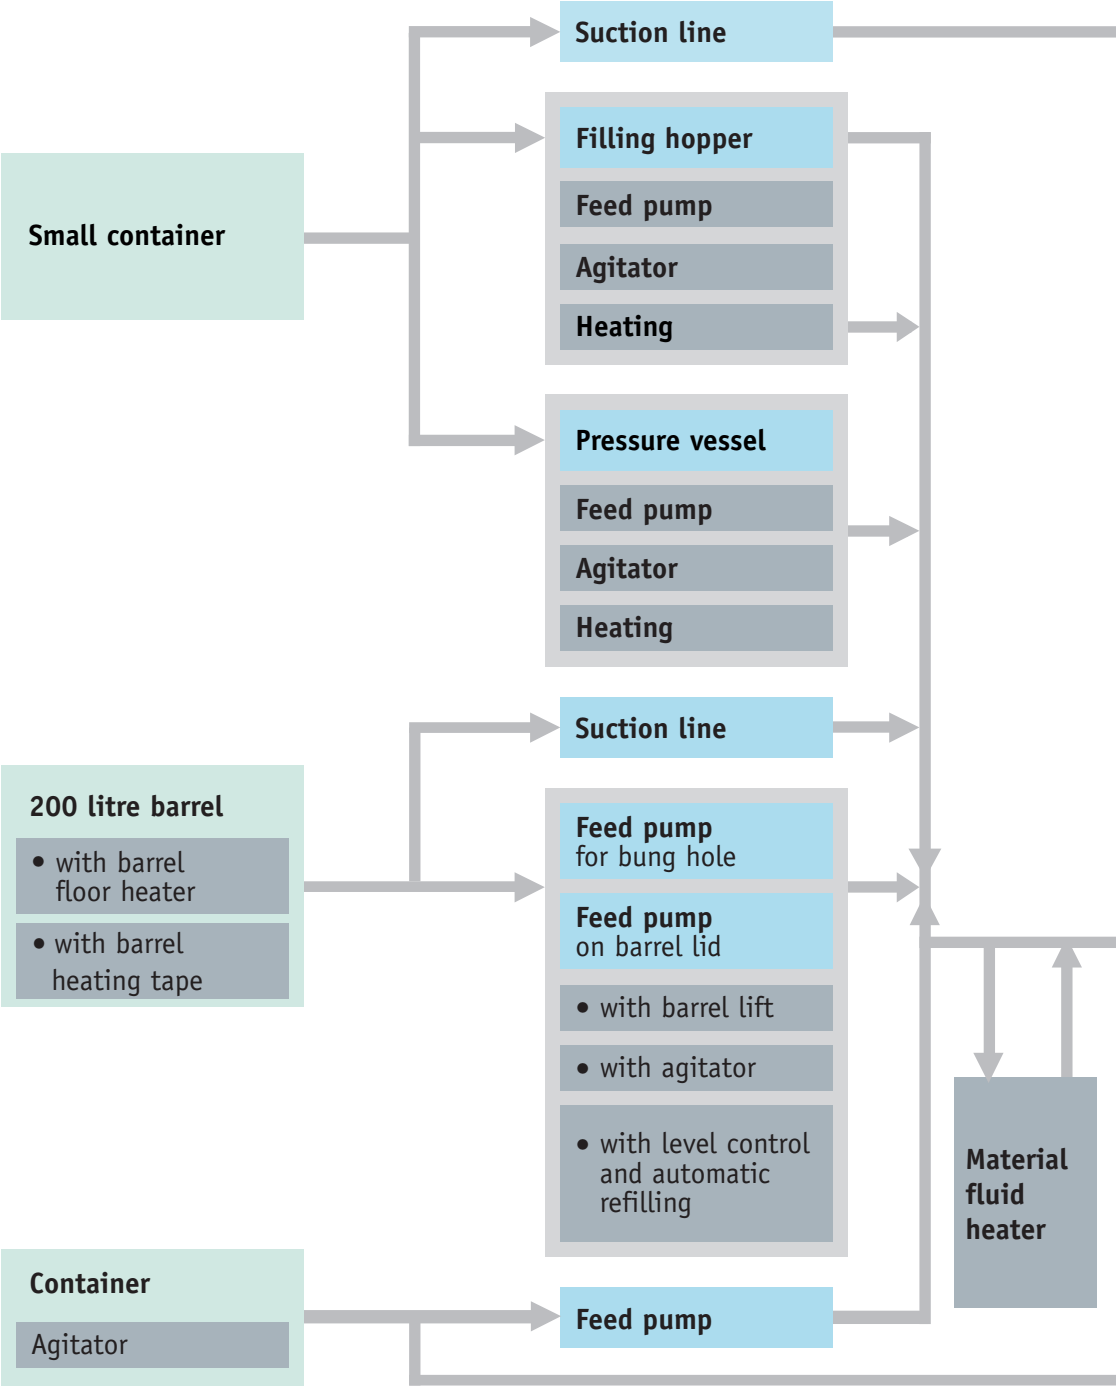 Suction line
Filling hopper
Feed pump
Small container
Agitator
Heating
Pressure vessel
Feed pump
Agitator
Heating
Suction line
200 litre barrel
• with barrel
floor heater
• with barrel
heating tape
Feed pump
for bung hole
Feed pump
on barrel lid
• with barrel lift
• with agitator
• with level control
and automatic
refilling
Material
fluid
heater
Container
Agitator
Feed pump